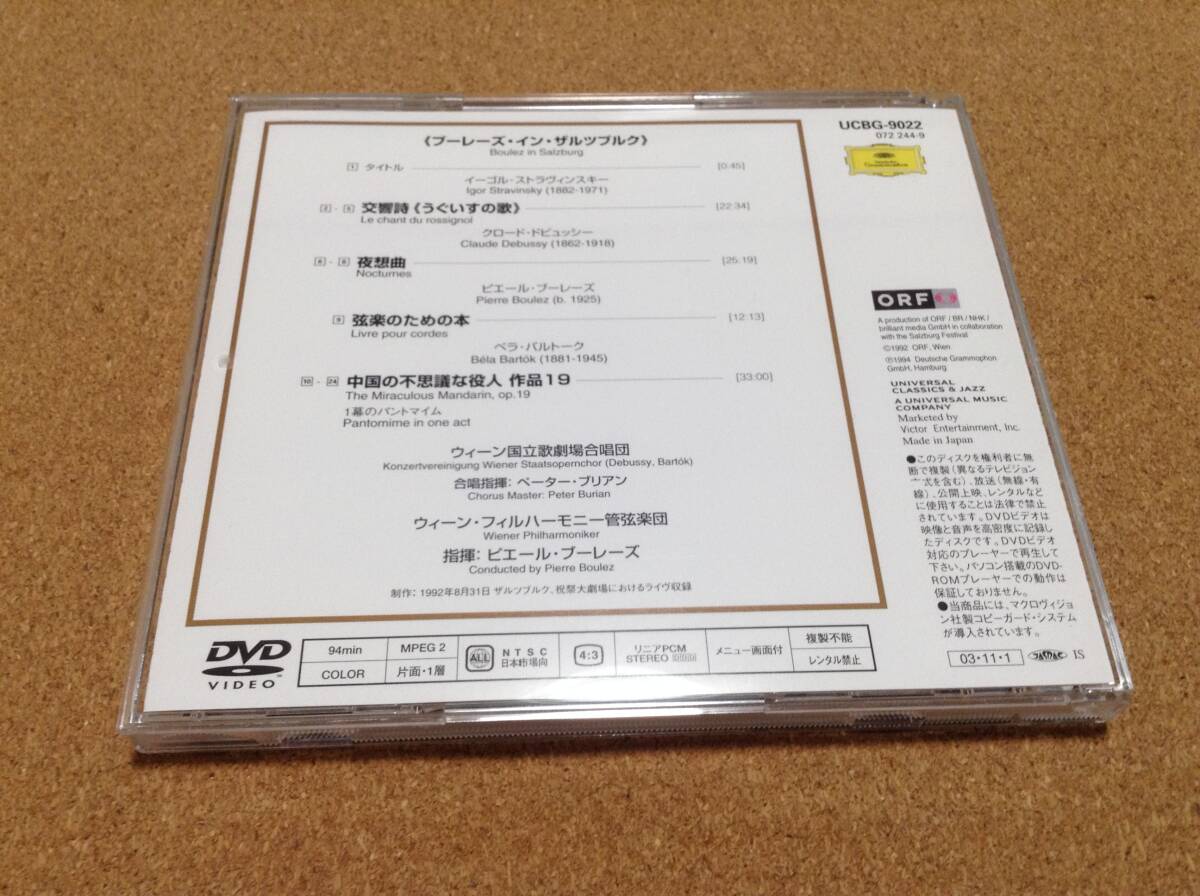 《ブーレーズ・イン・ザルツブルク》
Boulez in Salzburg
1 タイトル [0:45]
イーゴル・ストラヴィンスキー
Igor Stravinsky (1882-1971)
交響詩《うぐいすの歌》 [22:34]
Le chant du rossignol
クロード・ドビュッシー
Claude Debussy (1862-1918)
夜想曲 [25:19]
Nocturnes
ピエール・ブーレーズ
Pierre Boulez (b. 1925)
9 弦楽のための本 [12:13]
Livre pour cordes
ベラ・バルトーク
Béla Bartók (1881-1945)
10 - 24 中国の不思議な役人 作品19 [33:00]
The Miraculous Mandarin, op.19
1幕のパントマイム
Pantomime in one act
ウィーン国立歌劇場合唱団
Konzertvereinigung Wiener Staatsopernchor (Debussy, Bartók)
合唱指揮：ペーター・ブリアン
Chorus Master: Peter Burian
ウィーン・フィルハーモニー管弦楽団
Wiener Philharmoniker
指揮：ピエール・ブーレーズ
Conducted by Pierre Boulez
制作：1992年8月31日 ザルツブルク、祝祭大劇場におけるライヴ収録
UCBG-9022
072 244-9
Deutsche
Grammophon
ORF
A production of ORF / BR / NHK /
brilliant media GmbH in collaboration
with the Salzburg Festival
©1992 ORF, Wien
℗1994 Deutsche Grammophon
GmbH, Hamburg
UNIVERSAL
CLASSICS & JAZZ
A UNIVERSAL MUSIC
COMPANY
Marketed by
Victor Entertainment, Inc.
Made in Japan
●このディスクを権利者に無
断で複製(異なるテレビジョン
方式を含む)、放送(無線・有
線)、公開上映、レンタルなど
に使用することは法律で禁止
されています。DVDビデオは
映像と音声を高密度に記録し
たディスクです。DVDビデオ
対応のプレーヤーで再生して
下さい。パソコン搭載のDVD-
ROMプレーヤーでの動作は
保証しておりません。
●当商品には、マクロヴィジョ
ン社製コピーガード・システム
が導入されています。
03・11・1 JASRAC IS
DVD
VIDEO
94min
COLOR
MPEG 2
片面・1層
ALL
NTSC
日本市場向
4:3
リニアPCM
STEREO
メニュー画面付
複製不能
レンタル禁止